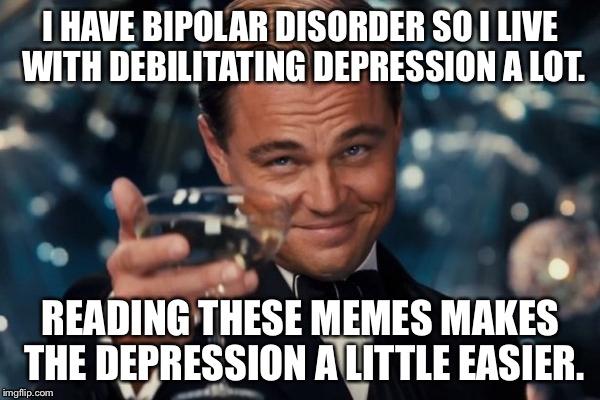 I HAVE BIPOLAR DISORDER SO I LIVE
WITH DEBILITATING DEPRESSION A LOT.
READING THESE MEMES MAKES
THE DEPRESSION A LITTLE EASIER.
imgflip.com